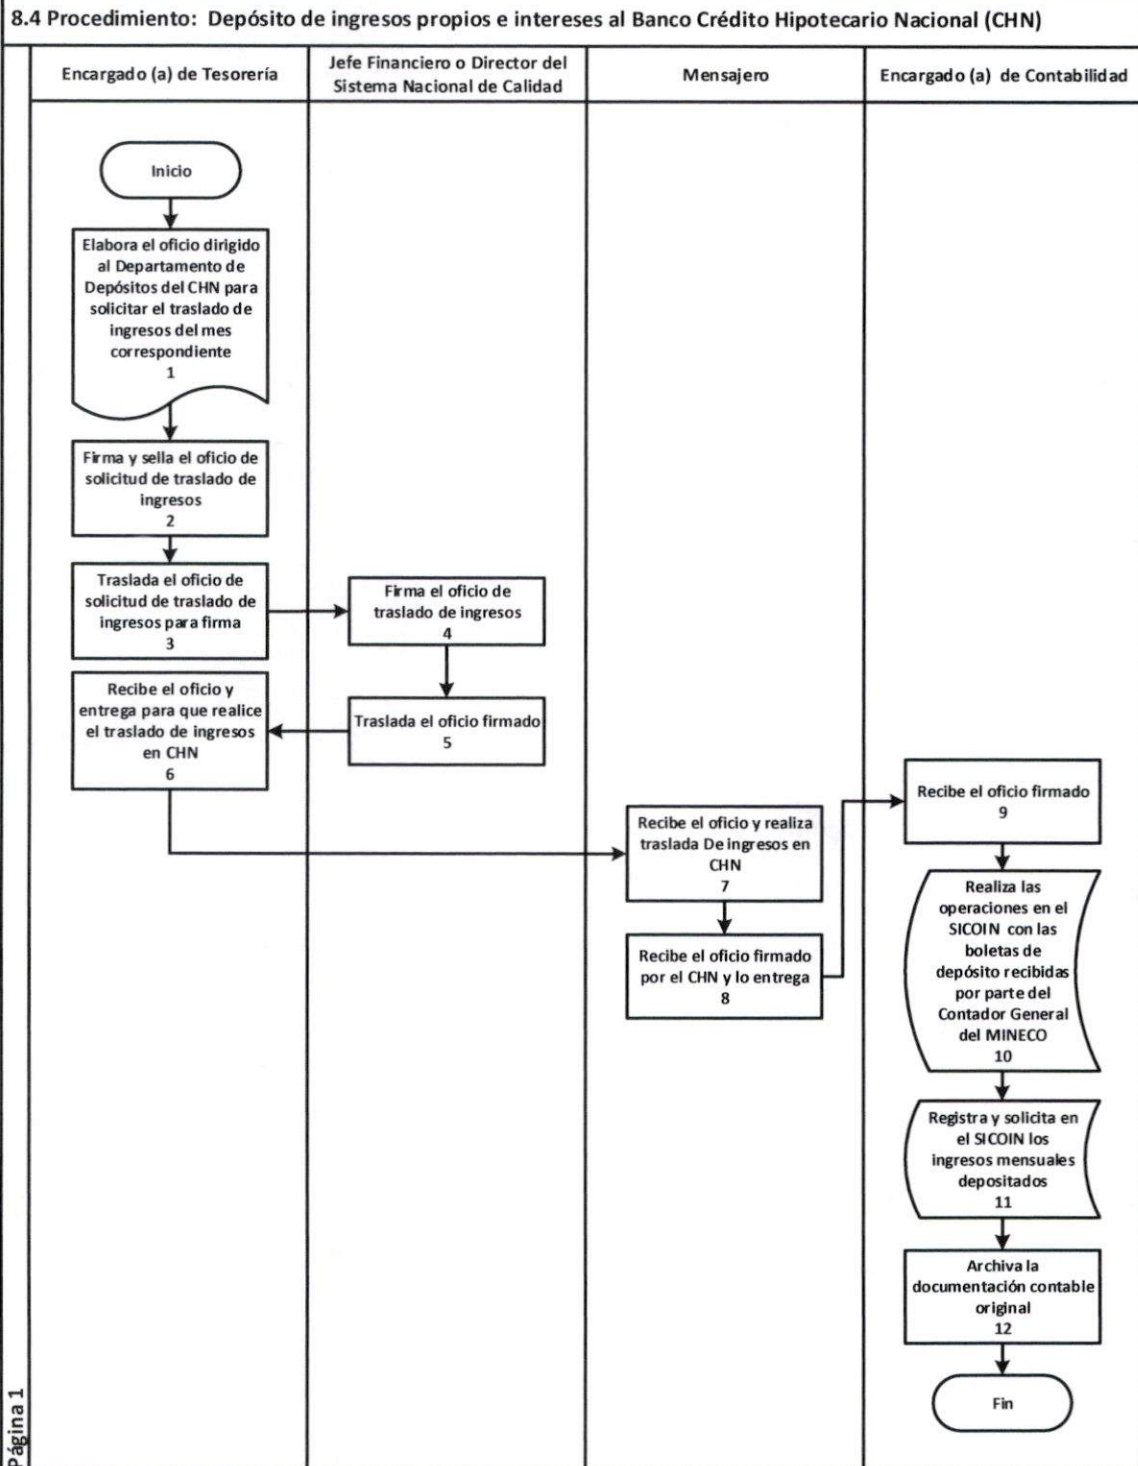 8.4 Procedimiento:  Depósito de ingresos propios e intereses al Banco Crédito Hipotecario Nacional (CHN)
Encargado (a) de Tesorería
Jefe Financiero o Director del
Sistema Nacional de Calidad
Mensajero
Encargado (a)  de Contabilidad
Inicio
Elabora el oficio dirigido
al Departamento de
Depósitos del CHN para
solicitar el traslado de
ingresos del mes
correspondiente
1
Firma y sella el oficio de
solicitud de traslado de
ingresos
2
Traslada el oficio de
solicitud de traslado de
ingresos para firma
3
Firma el oficio de
traslado de ingresos
4
Traslada el oficio firmado
5
Recibe el oficio y
entrega para que realice
el traslado de ingresos
en CHN
6
Recibe el oficio y realiza
traslada De ingresos en
CHN
7
Recibe el oficio firmado
por el CHN y lo entrega
8
Recibe el oficio firmado
9
Realiza las
operaciones en el
SICOIN  con las
boletas de
depósito recibidas
por parte del
Contador General
del MINECO
10
Registra y solicita en
el SICOIN los
ingresos mensuales
depositados
11
Archiva la
documentación contable
original
12
Fin
Página 1